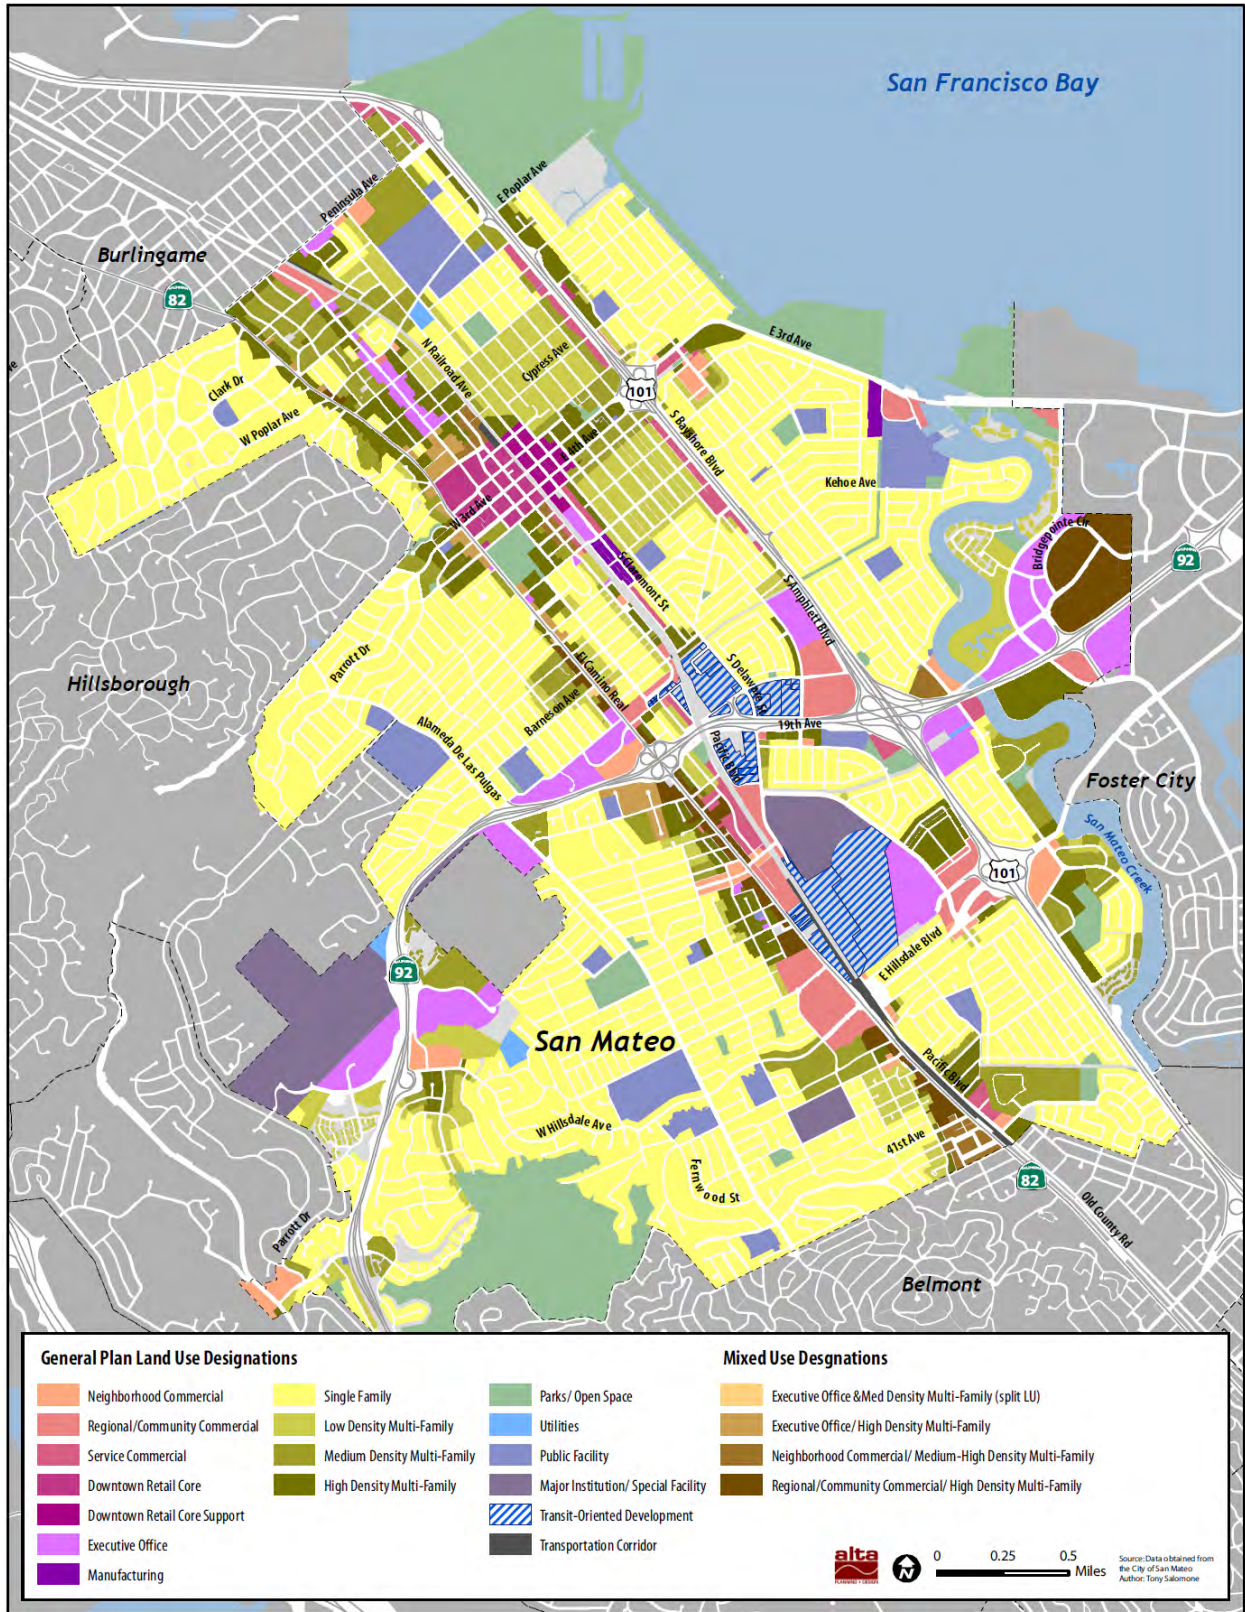 San Francisco Bay
E Poplar Ave
Peninsula Ave
Burlingame
82
N Railroad Ave
Cypress Ave
E 3rd Ave
101
Clark Dr
W Poplar Ave
S Bayshore Blvd
E 4th Ave
Kehoe Ave
W 3rd Ave
Bridgepointe Cir
92
S Claremont St
S Amphlett Blvd
Parrott Dr
Hillsborough
El Camino Real
S Delaware St
Barneson Ave
19th Ave
Alameda De Las Pulgas
Pacific Blvd
Foster City
San Mateo Creek
101
E Hillsdale Blvd
92
San Mateo
Pacific Blvd
W Hillsdale Ave
41st Ave
Fernwood St
82
Old County Rd
Parrott Dr
Belmont
General Plan Land Use Designations
Neighborhood Commercial
Regional/Community Commercial
Service Commercial
Downtown Retail Core
Downtown Retail Core Support
Executive Office
Manufacturing
Single Family
Low Density Multi-Family
Medium Density Multi-Family
High Density Multi-Family
Parks/ Open Space
Utilities
Public Facility
Major Institution/ Special Facility
Transit-Oriented Development
Transportation Corridor
Mixed Use Desgnations
Executive Office &Med Density Multi-Family (split LU)
Executive Office/ High Density Multi-Family
Neighborhood Commercial/ Medium-High Density Multi-Family
Regional/Community Commercial/ High Density Multi-Family
alta
PLANNING + DESIGN
N
0 0.25 0.5
Miles
Source: Data obtained from
the City of San Mateo
Author: Tony Salomone